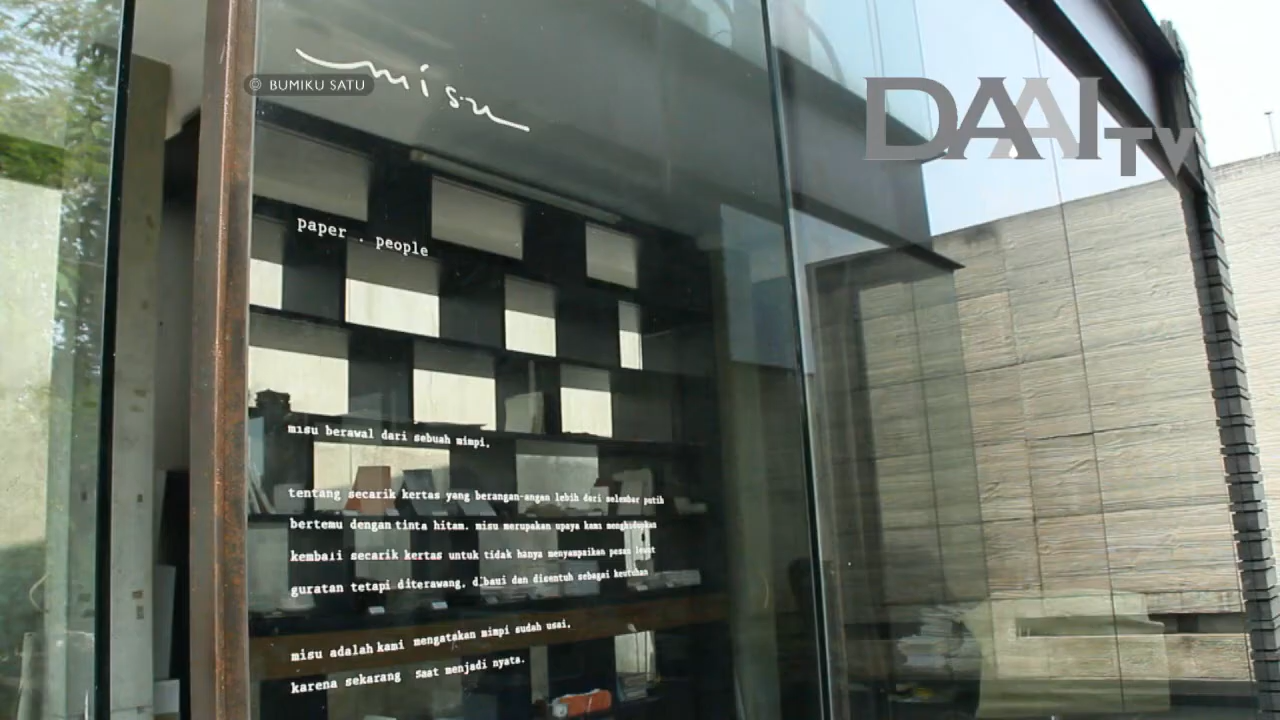 misu
© BUMIKU SATU
DAAI TV
paper . people
misu berawal dari sebuah mimpi.
tentang secarik kertas yang berangan-angan lebih dari selembar putih
bertemu dengan tinta hitam. misu merupakan upaya kami menghidupkan
kembali secarik kertas untuk tidak hanya menyampaikan pesan lewat
guratan tetapi diterawang, dibaui dan disentuh sebagai keutuhan
misu adalah kami mengatakan mimpi sudah usai.
karena sekarang saat menjadi nyata.